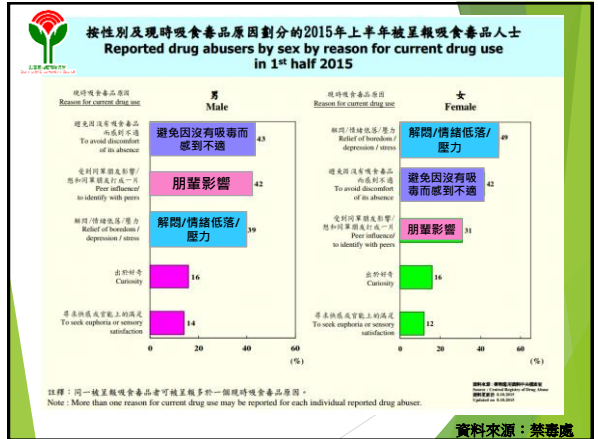 按性別及現時吸食毒品原因劃分的2015年上半年被呈報吸食毒品人士
Reported drug abusers by sex by reason for current drug use
in 1st half 2015
現時吸食毒品原因
Reason for current drug use
男
Male
避免因沒有吸食毒品
而感到不適
To avoid discomfort
of its absence
避免因沒有吸毒而
感到不適
43
受到同輩朋友影響/
想和同輩朋友打成一片
Peer influence/
to identify with peers
朋輩影響
42
解悶/情緒低落/壓力
Relief of boredom /
depression / stress
解悶/情緒低落/
壓力
39
出於好奇
Curiosity
16
尋求快感或官能上的滿足
To seek euphoria or sensory
satisfaction
14
0
20
40
60
(%)
現時吸食毒品原因
Reason for current drug use
女
Female
解悶/情緒低落/壓力
Relief of boredom /
depression / stress
解悶/情緒低落/
壓力
49
避免因沒有吸食毒品
而感到不適
To avoid discomfort
of its absence
避免因沒有吸
毒而感到不適
42
受到同輩朋友影響/
想和同輩朋友打成一片
Peer influence/
to identify with peers
朋輩影響
31
出於好奇
Curiosity
16
尋求快感或官能上的滿足
To seek euphoria or sensory
satisfaction
12
0
20
40
60
(%)
註釋：同一被呈報吸食毒品者可被呈報多於一個現時吸食毒品原因。
Note : More than one reason for current drug use may be reported for each individual reported drug abuser.
Source : Central Registry of Drug Abuse
Updated on 8.10.2015
資料來源：禁毒處